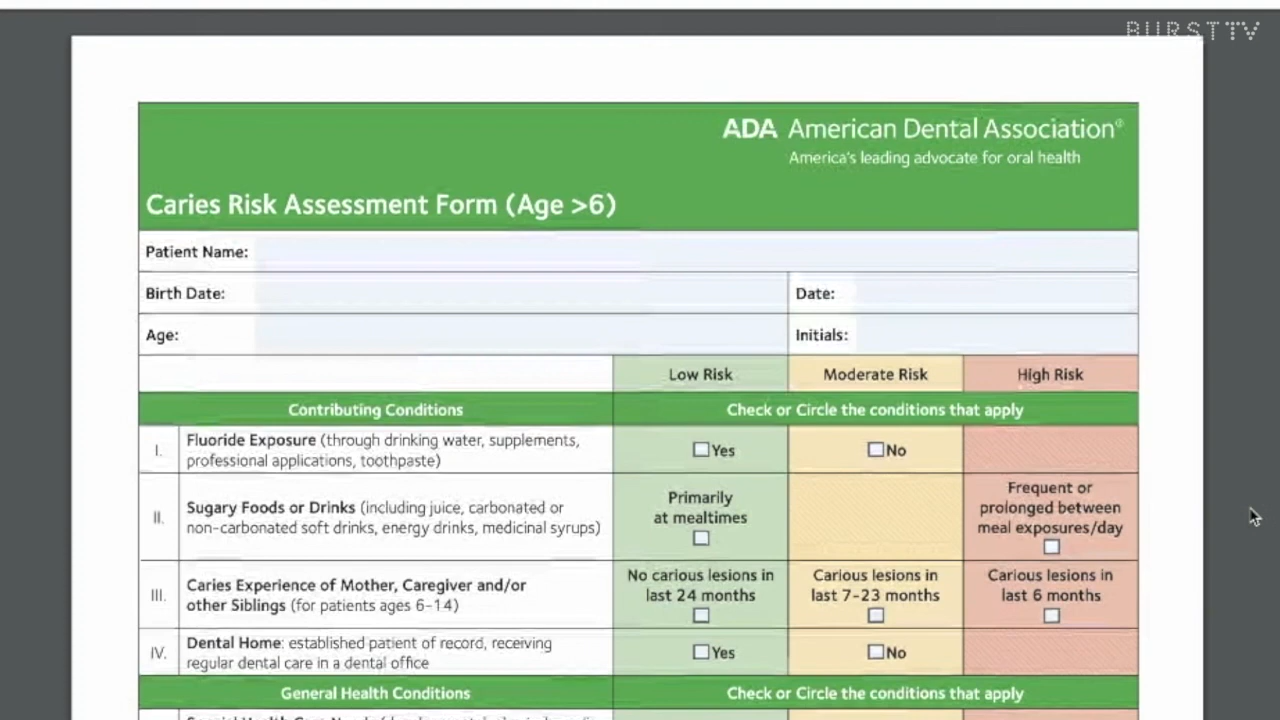 BURSTTV
ADA American Dental Association®
America's leading advocate for oral health
Caries Risk Assessment Form (Age >6)
Patient Name:
Birth Date:
Date:
Age:
Initials:
Low Risk
Moderate Risk
High Risk
Contributing Conditions
Check or Circle the conditions that apply
I.
Fluoride Exposure (through drinking water, supplements,
professional applications, toothpaste)
Yes
No
II.
Sugary Foods or Drinks (including juice, carbonated or
non-carbonated soft drinks, energy drinks, medicinal syrups)
Primarily
at mealtimes
Frequent or
prolonged between
meal exposures/day
III.
Caries Experience of Mother, Caregiver and/or
other Siblings (for patients ages 6-14)
No carious lesions in
last 24 months
Carious lesions in
last 7-23 months
Carious lesions in
last 6 months
IV.
Dental Home: established patient of record, receiving
regular dental care in a dental office
Yes
No
General Health Conditions
Check or Circle the conditions that apply